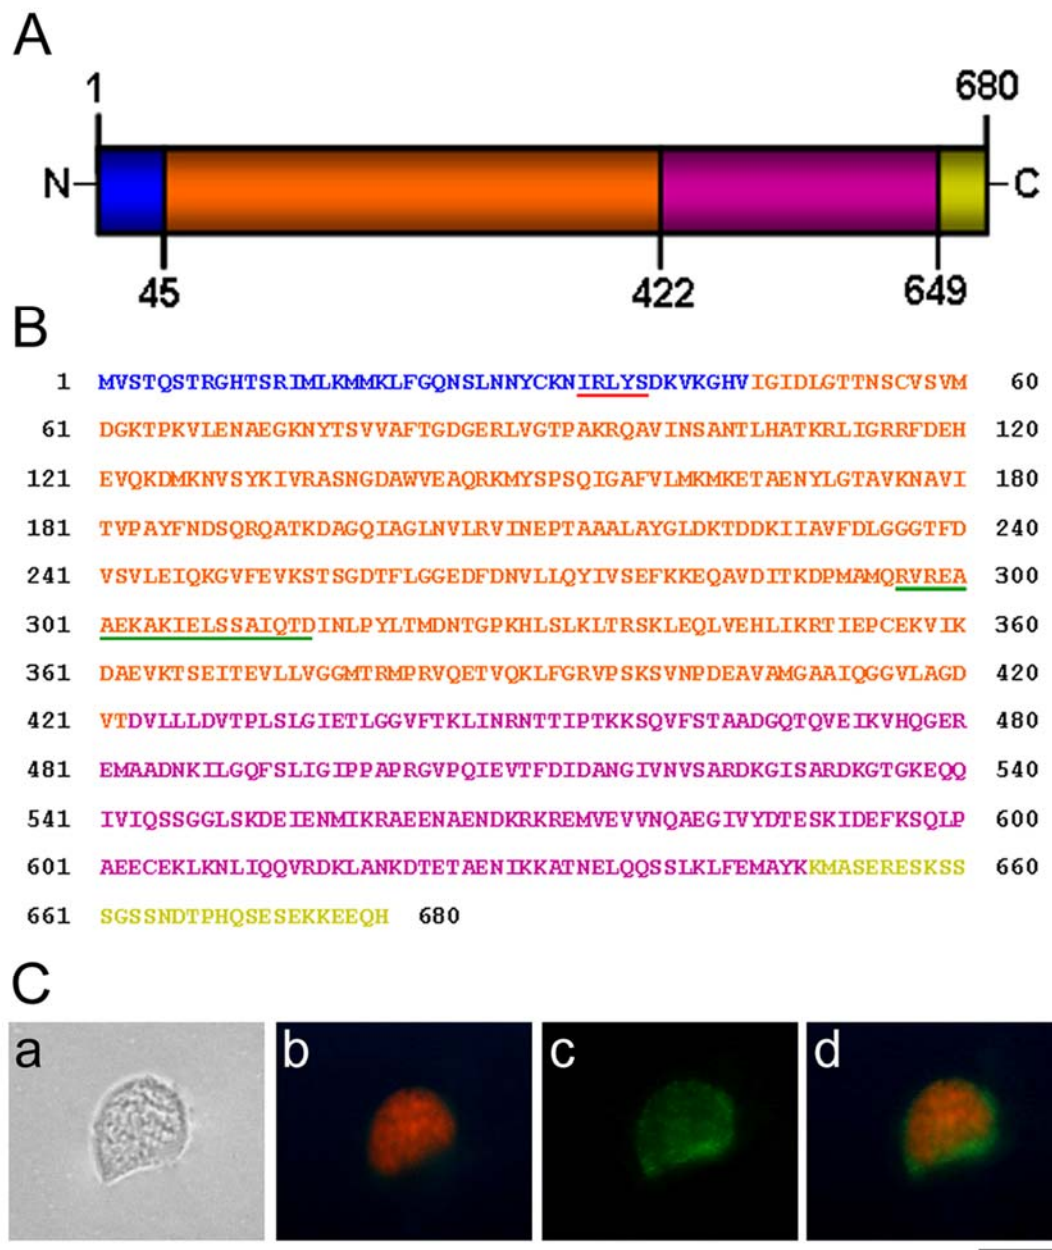 A
1 680
N C
45 422 649
B
1 MVSTQSTRGHTSRIMLKMMKLFGQNSLNNYCKNIRLYSDKVKGHVIGIDLGTTNSCVSVM 60
61 DGKTPKVLENAEGKNYTSVVAFTGDGERLVGTPAKRQAVINSANTLHATKRLIGRRFDEH 120
121 EVQKDMKNVSYKIVRASNGDAWVEAQRKMYSPSQIGAFVLMKMKETAENYLGTAVKNAVI 180
181 TVPAYFNDSQRQATKDAGQIAGLNVLRVINEPTAAALAYGLDKTDDKIIAVFDLGGGTFD 240
241 VSVLEIQKGVFEVKSTSGDTFLGGEDFDNVLLQYIVSEFKKEQAVDITKDPMAMQRVREA 300
301 AEKAKIELSSAIQTDINLPYLTMDNTGPKHLSLKLTRSKLEQLVEHLIKRTIEPCEKVIK 360
361 DAEVKTSEITEVLLVGGMTRMPRVQETVQKLFGRVPSKSVNPDEAVAMGAAIQGGVLAGD 420
421 VTDVLLLDVTPLSLGIETLGGVFTKLINRNTTIPTKKSQVFSTAADGQTQVEIKVHQGER 480
481 EMAADNKILGQFSLIGIPPAPRGVPQIEVTFDIDANGIVNVSARDKGISARDKGTGKEQQ 540
541 IVIQSSGGLSKDEIENMIKRAEENAENDKRKREMVEVVNQAEGIVYDTESKIDEFKSQLP 600
601 AEECEKLKNLIQQVRDKLANKDTETAENIKKATNELQQSSLKLFEMAYKKMASERESKSS 660
661 SGSSNDTPHQSESEKKEEQH 680
C
a b c d